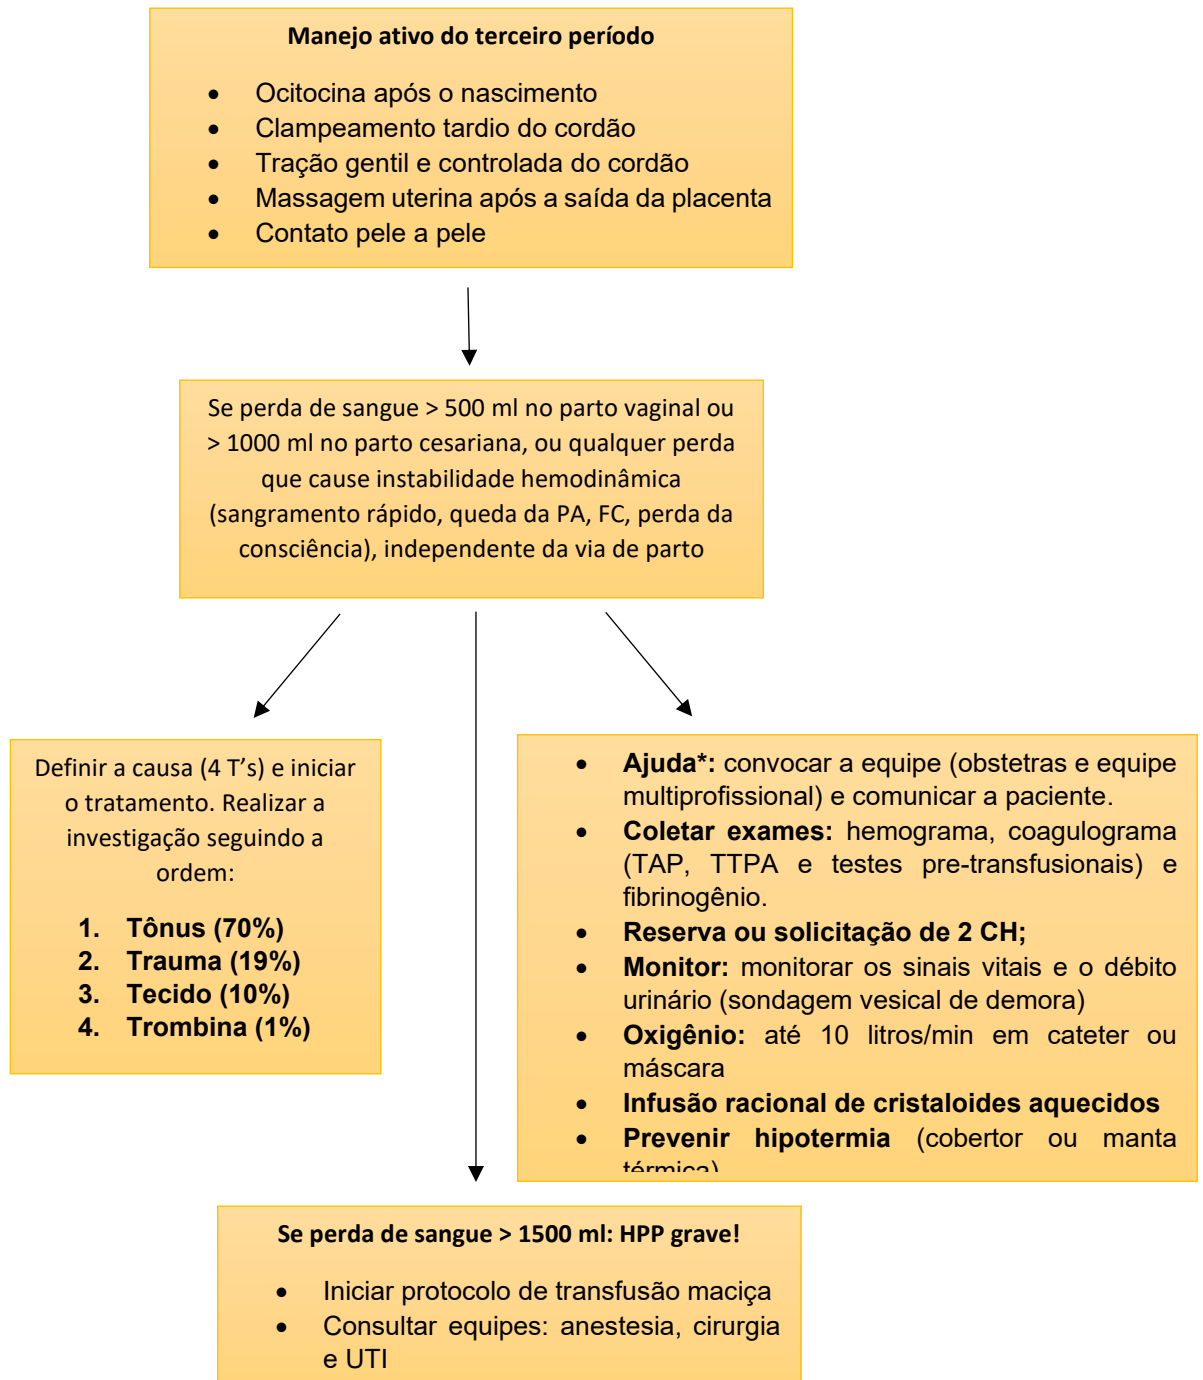 Manejo ativo do terceiro período
• Ocitocina após o nascimento
• Clampeamento tardio do cordão
• Tração gentil e controlada do cordão
• Massagem uterina após a saída da placenta
• Contato pele a pele
Se perda de sangue > 500 ml no parto vaginal ou
> 1000 ml no parto cesariana, ou qualquer perda
que cause instabilidade hemodinâmica
(sangramento rápido, queda da PA, FC, perda da
consciência), independente da via de parto
Definir a causa (4 T’s) e iniciar
o tratamento. Realizar a
investigação seguindo a
ordem:
1. Tônus (70%)
2. Trauma (19%)
3. Tecido (10%)
4. Trombina (1%)
• Ajuda*: convocar a equipe (obstetras e equipe
multiprofissional) e comunicar a paciente.
• Coletar exames: hemograma, coagulograma
(TAP, TTPA e testes pre-transfusionais) e
fibrinogênio.
• Reserva ou solicitação de 2 CH;
• Monitor: monitorar os sinais vitais e o débito
urinário (sondagem vesical de demora)
• Oxigênio: até 10 litros/min em cateter ou
máscara
• Infusão racional de cristaloides aquecidos
• Prevenir hipotermia (cobertor ou manta
térmica)
Se perda de sangue > 1500 ml: HPP grave!
• Iniciar protocolo de transfusão maciça
• Consultar equipes: anestesia, cirurgia
e UTI